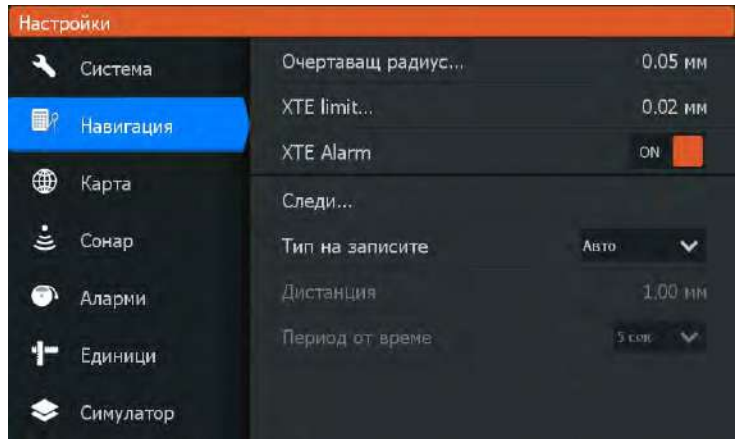 Настройки
Система
Навигация
Карта
Сонар
Аларми
Единици
Симулатор
Очертаващ радиус... 0.05 мм
XTE limit... 0.02 мм
XTE Alarm ON
Следи...
Тип на записите Авто
Дистанция 1.00 мм
Период от време 5 сек